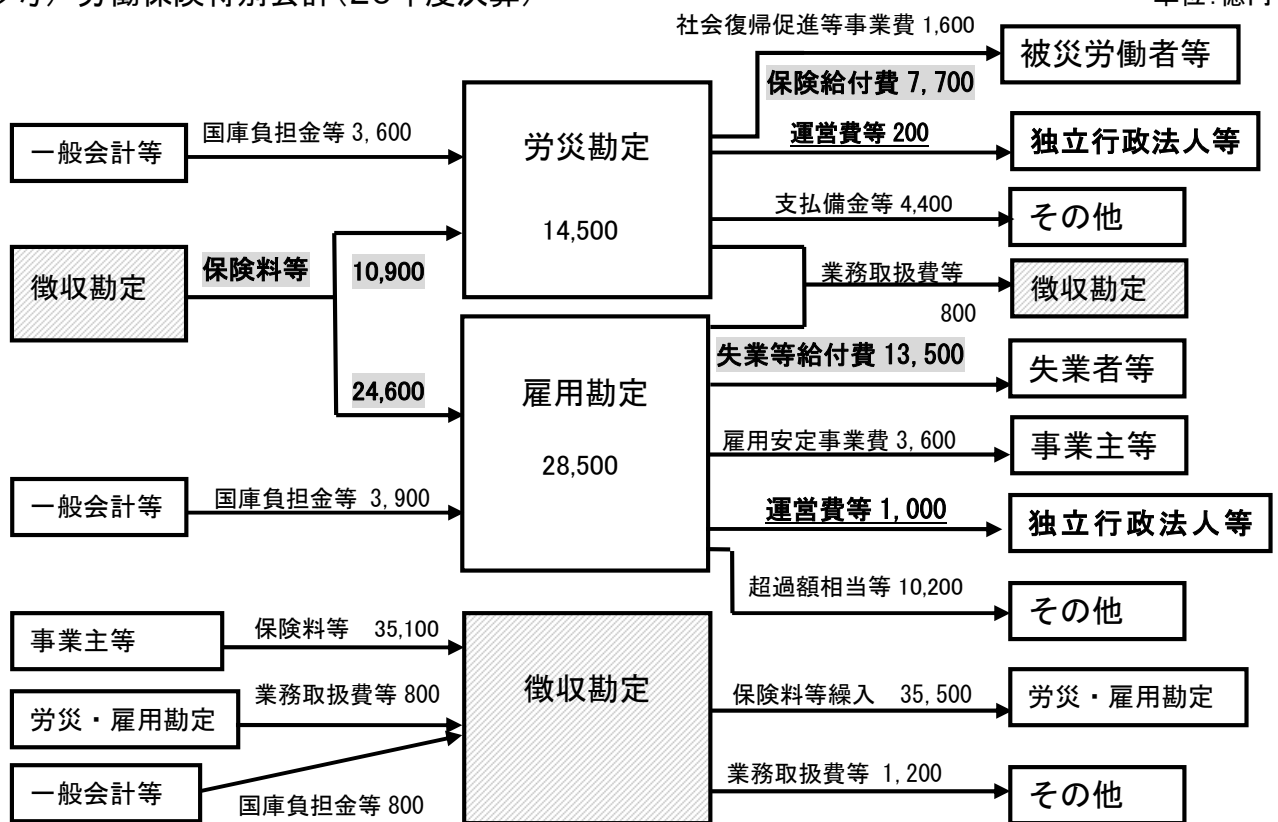 労働保険特別会計(20年度決算)
社会復帰促進等事業費 1,600
被災労働者等
保険給付費 7,700
一般会計等
国庫負担金等 3,600
労災勘定
14,500
運営費等 200
独立行政法人等
支払備金等 4,400
その他
徴収勘定
保険料等
10,900
24,600
業務取扱費等
800
徴収勘定
雇用勘定
28,500
失業等給付費 13,500
失業者等
雇用安定事業費 3,600
事業主等
一般会計等
国庫負担金等 3,900
運営費等 1,000
独立行政法人等
超過額相当等 10,200
その他
事業主等
保険料等 35,100
労災・雇用勘定
業務取扱費等 800
一般会計等
国庫負担金等 800
徴収勘定
保険料等繰入 35,500
労災・雇用勘定
業務取扱費等 1,200
その他